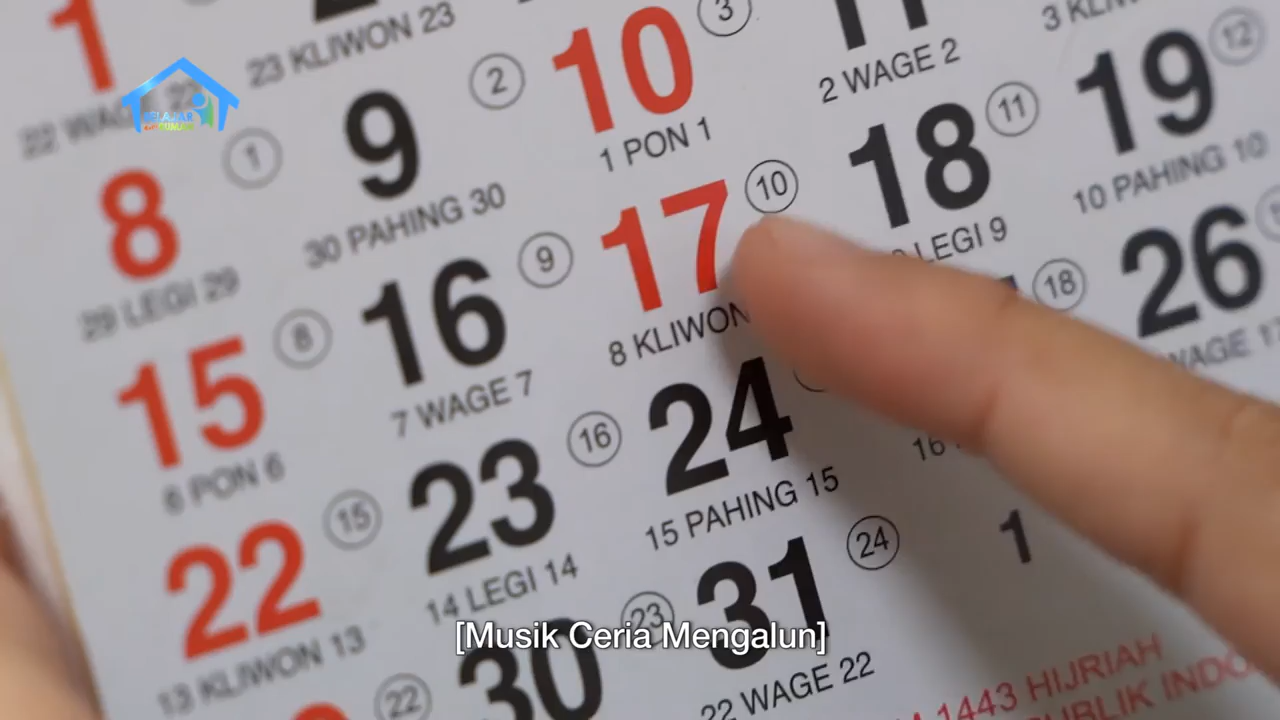 1
23 KLIWON 23
3
2 WAGE 2
10
1 PON 1
2
9
30 PAHING 30
1
8
29 LEGI 29
12
19
10 PAHING 10
11
18
LEGI 9
10
17
8 KLIWON
9
16
7 WAGE 7
8
15
6 PON 6
26
18
24
15 PAHING 15
16
23
14 LEGI 14
15
22
13 KLIWON 13
16
1
24
31
22 WAGE 22
23
30
22
1443 HIJRIAH
BELAJAR
[Musik Ceria Mengalun]